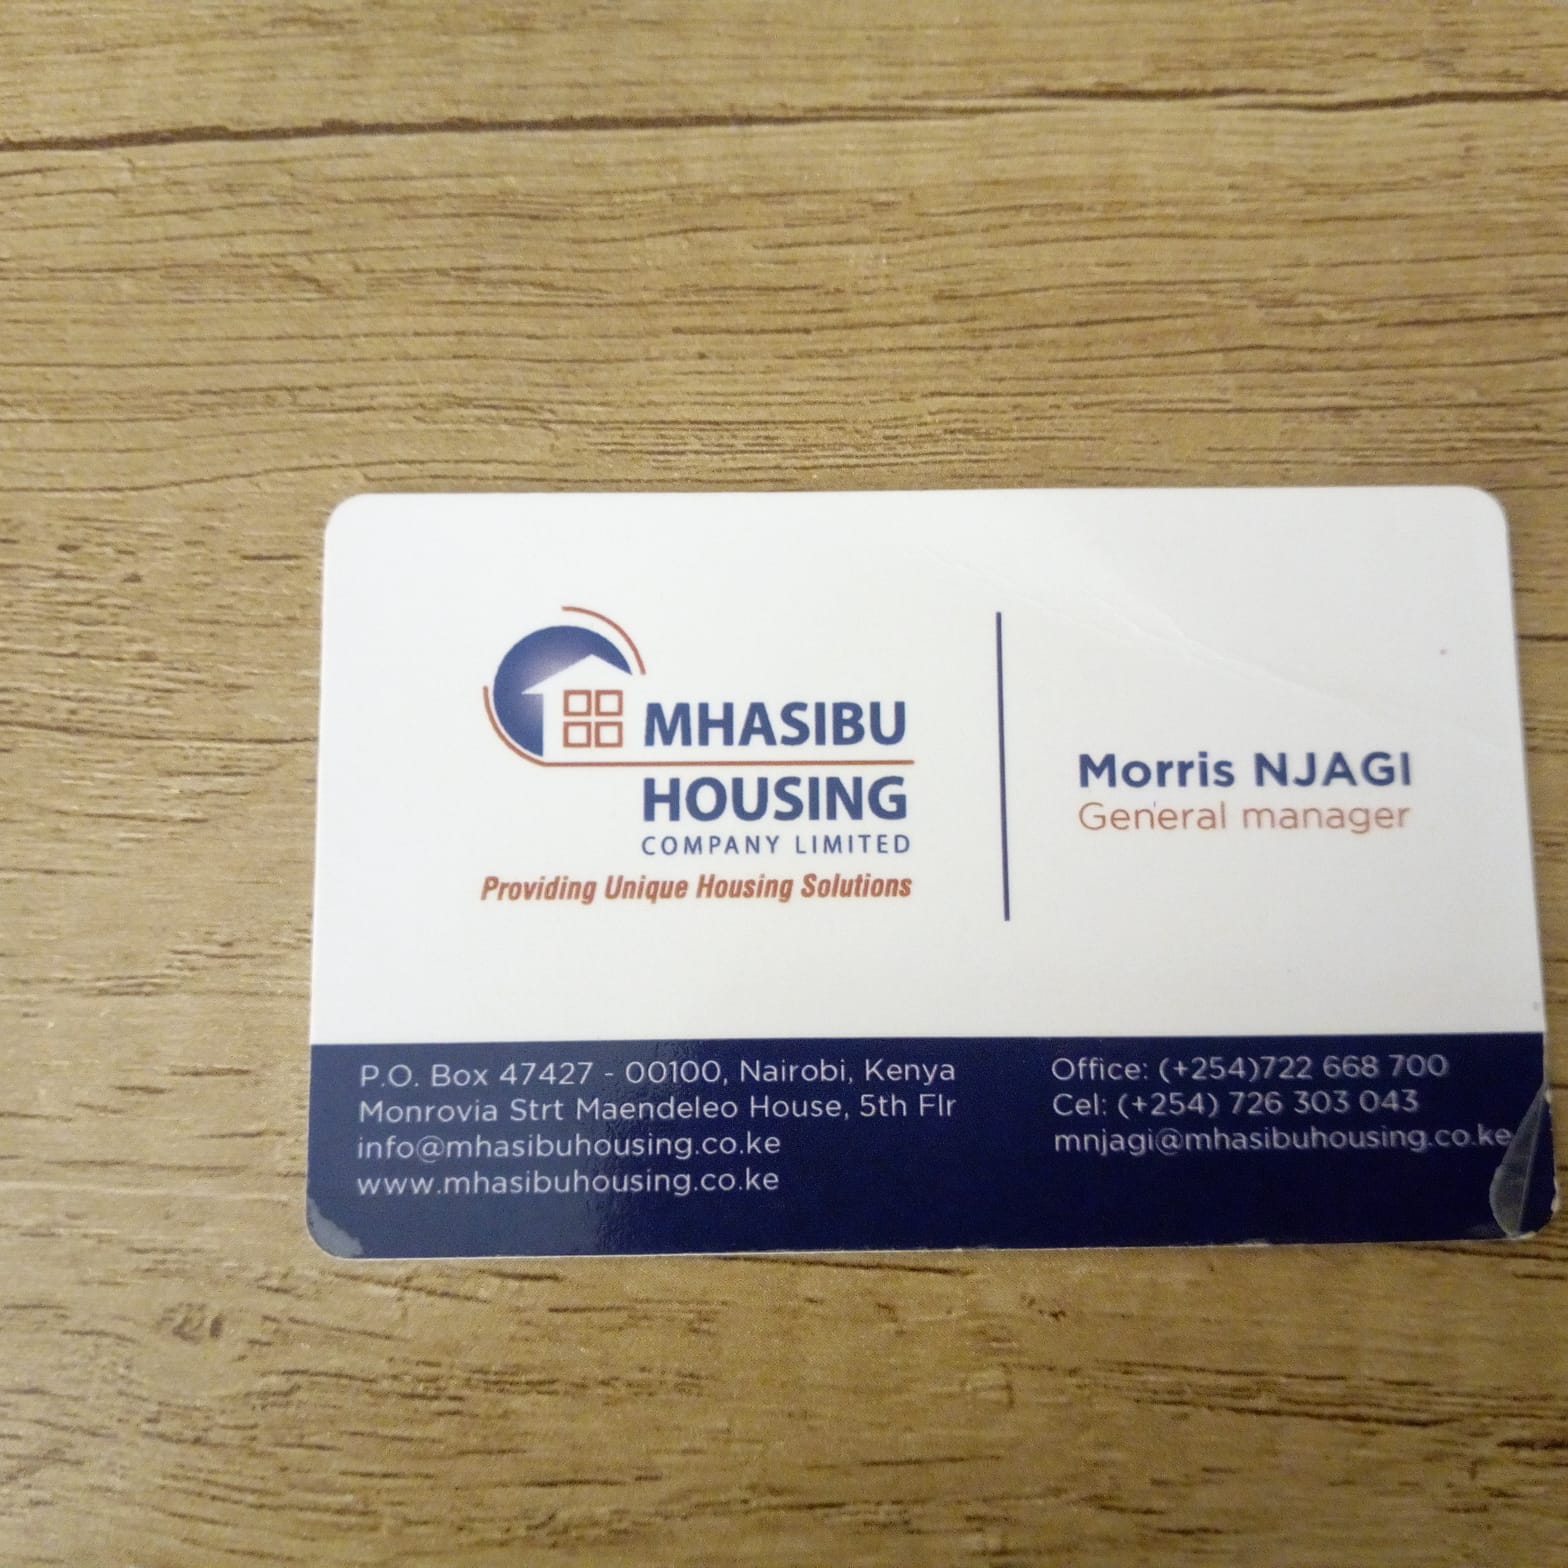 MHASIBU
HOUSING
COMPANY LIMITED
Providing Unique Housing Solutions
Morris NJAGI
General manager
P.O. Box 47427 - 00100, Nairobi, Kenya
Monrovia Strt Maendeleo House, 5th Flr
info@mhasibuhousing.co.ke
www.mhasibuhousing.co.ke
Office: (+254)722 668 700
Cel: (+254) 726 303 043
mnjagi@mhasibuhousing.co.ke